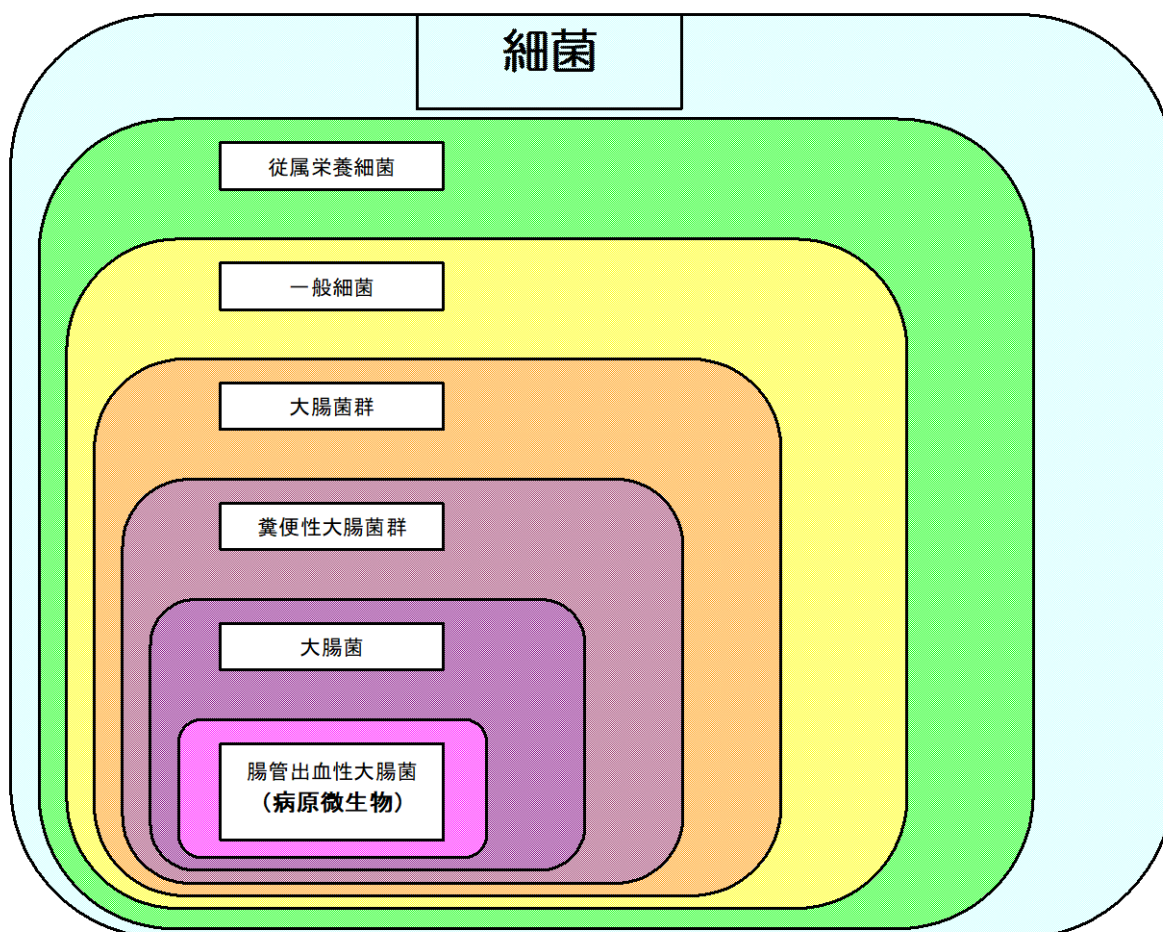 細菌
従属栄養細菌
一般細菌
大腸菌群
糞便性大腸菌群
大腸菌
腸管出血性大腸菌
（病原微生物）